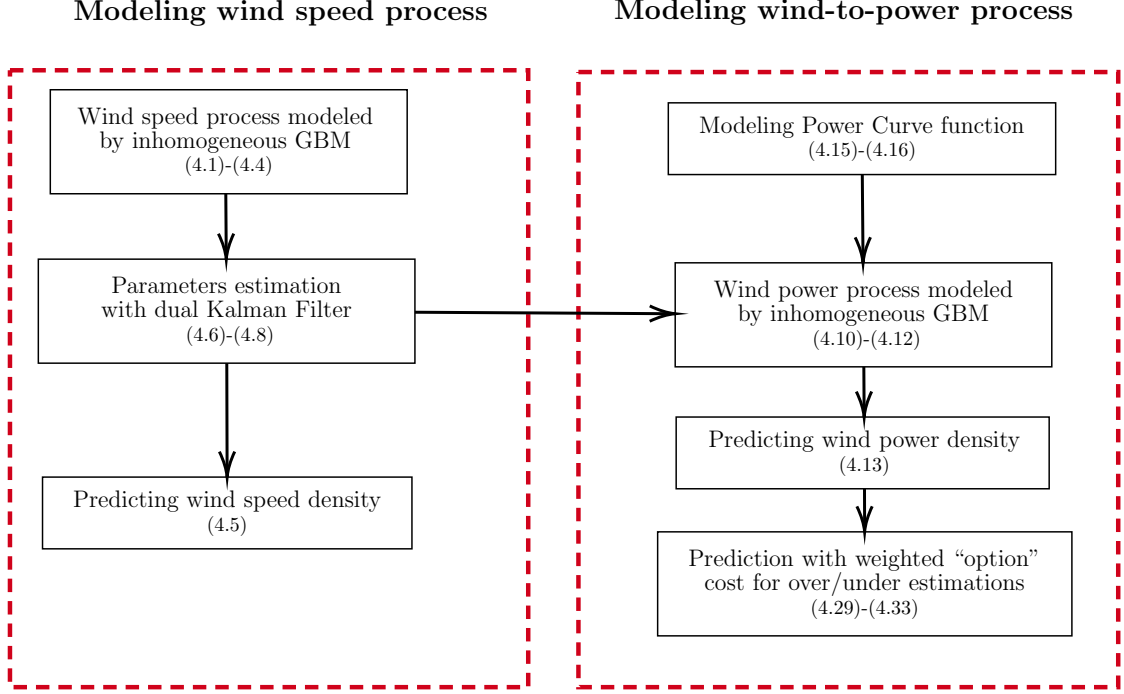 Modeling wind speed process
Wind speed process modeled
by inhomogeneous GBM
(4.1)-(4.4)
Parameters estimation
with dual Kalman Filter
(4.6)-(4.8)
Predicting wind speed density
(4.5)
Modeling wind-to-power process
Modeling Power Curve function
(4.15)-(4.16)
Wind power process modeled
by inhomogeneous GBM
(4.10)-(4.12)
Predicting wind power density
(4.13)
Prediction with weighted “option”
cost for over/under estimations
(4.29)-(4.33)